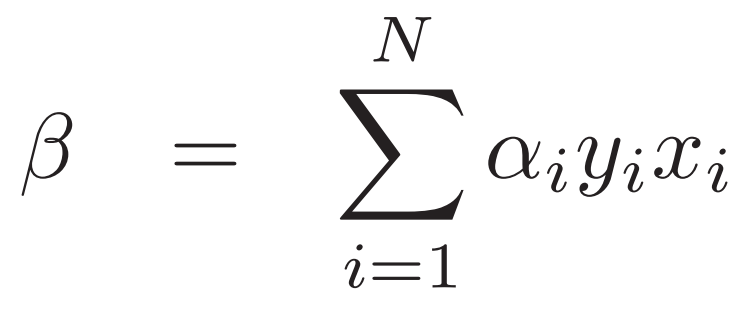 β = ∑_{i=1}^{N} α_i y_i x_i